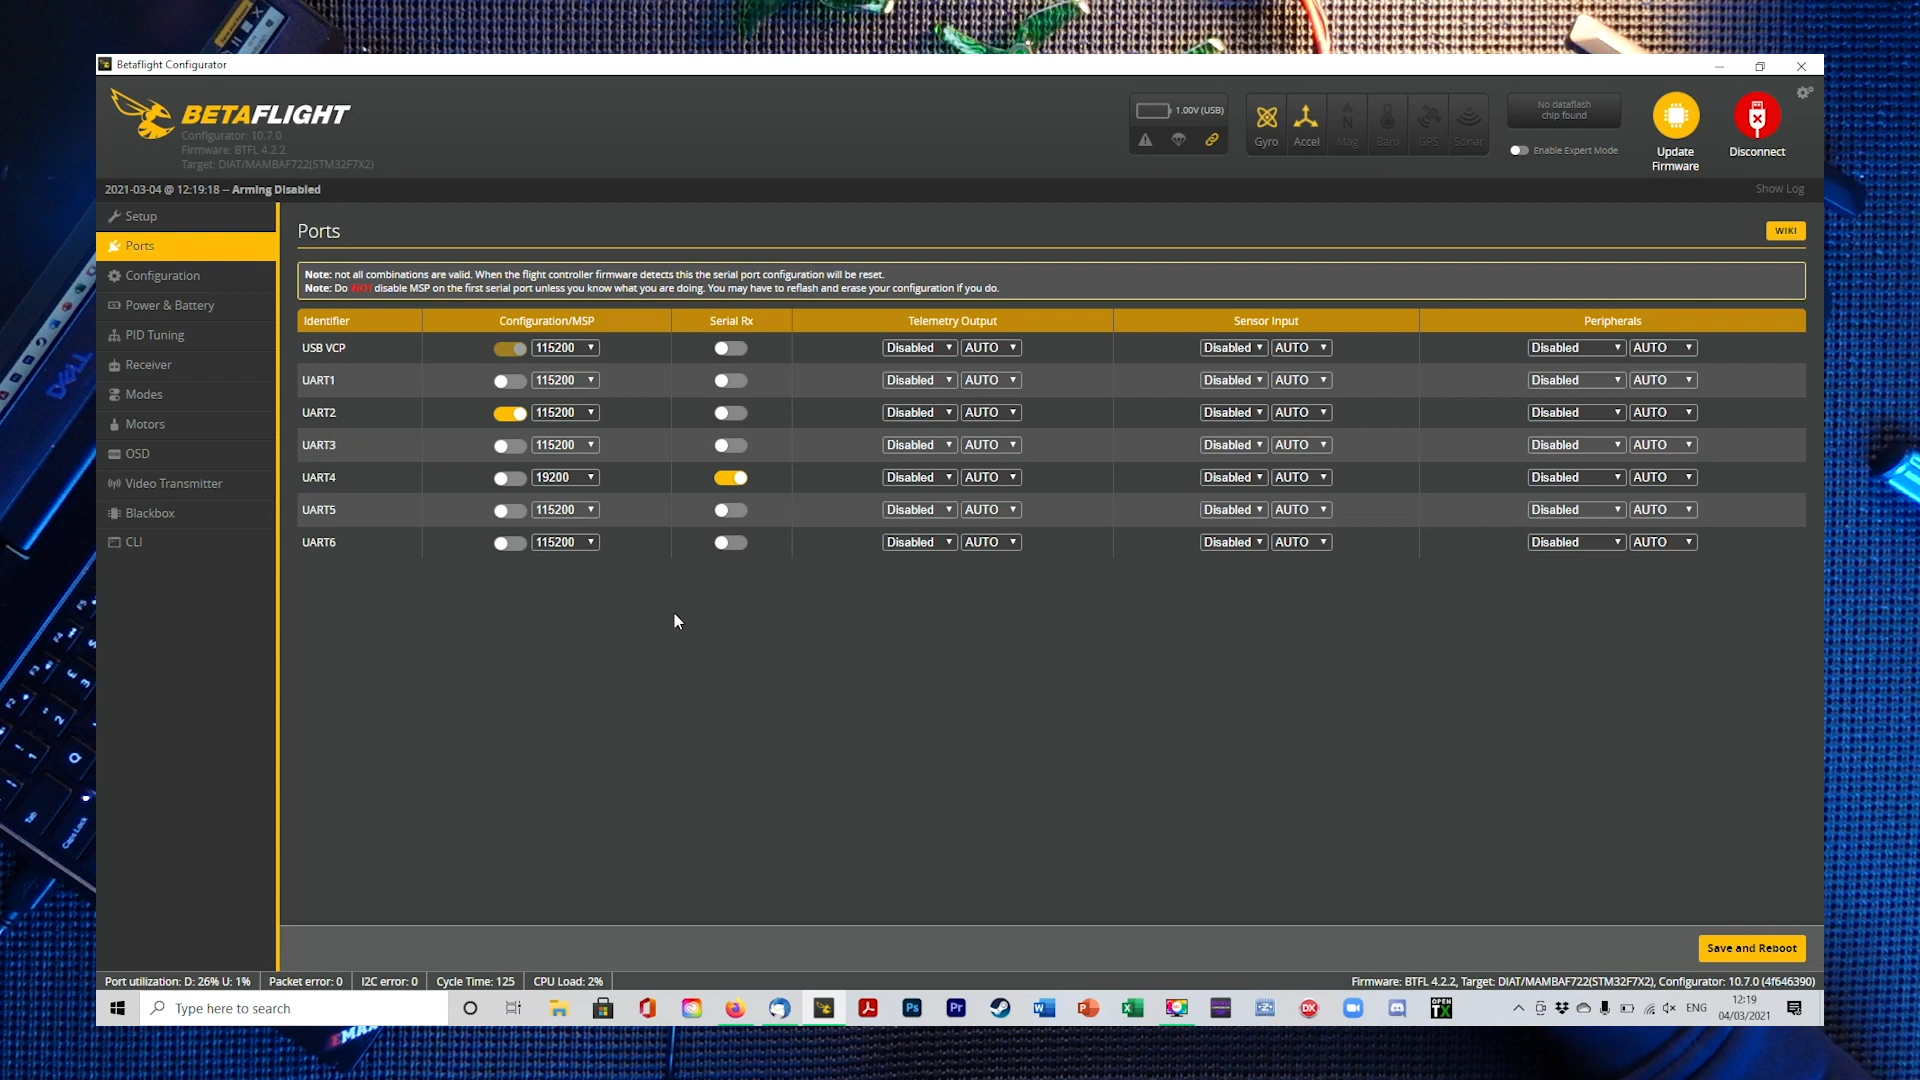 Betaflight Configurator
BETAFLIGHT
Configurator: 10.7.0
Firmware: BTFL 4.2.2
Target: DIAT/MAMBAF722(STM32F7X2)
1.00V (USB)
Gyro Accel Mag Baro GPS Sonar
No dataflash
chip found
Enable Expert Mode
Update
Firmware
Disconnect
2021-03-04 @ 12:19:18 -- Arming Disabled
Show Log
Setup
Ports
Configuration
Power & Battery
PID Tuning
Receiver
Modes
Motors
OSD
Video Transmitter
Blackbox
CLI
Ports
WIKI
Note: not all combinations are valid. When the flight controller firmware detects this the serial port configuration will be reset.
Note: Do NOT disable MSP on the first serial port unless you know what you are doing. You may have to reflash and erase your configuration if you do.
Identifier Configuration/MSP Serial Rx Telemetry Output Sensor Input Peripherals
USB VCP 115200 Disabled AUTO Disabled AUTO Disabled AUTO
UART1 115200 Disabled AUTO Disabled AUTO Disabled AUTO
UART2 115200 Disabled AUTO Disabled AUTO Disabled AUTO
UART3 115200 Disabled AUTO Disabled AUTO Disabled AUTO
UART4 19200 Disabled AUTO Disabled AUTO Disabled AUTO
UART5 115200 Disabled AUTO Disabled AUTO Disabled AUTO
UART6 115200 Disabled AUTO Disabled AUTO Disabled AUTO
Save and Reboot
Port utilization: D: 26% U: 1% Packet error: 0 I2C error: 0 Cycle Time: 125 CPU Load: 2%
Firmware: BTFL 4.2.2, Target: DIAT/MAMBAF722(STM32F7X2), Configurator: 10.7.0 (4f646390)
Type here to search
Ps
Pr
DX
OPEN
TX
ENG
12:19
04/03/2021
DELL